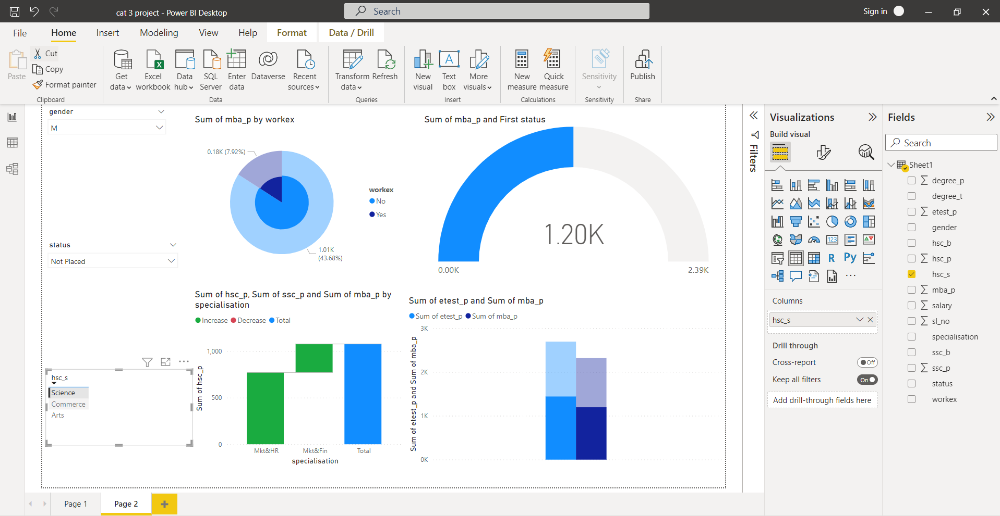 cat 3 project - Power BI Desktop
Search
Sign in
File Home Insert Modeling View Help Format Data / Drill
Paste
Cut
Copy
Format painter
Clipboard
Get data
Excel workbook
Data hub
SQL Server
Enter data
Dataverse
Recent sources
Data
Transform data
Refresh
Queries
New visual
Text box
More visuals
Insert
New measure
Quick measure
Calculations
Sensitivity
Sensitivity
Publish
Share
gender
M
status
Not Placed
hsc_s
Science
Commerce
Arts
Sum of mba_p by workex
0.18K (7.92%)
1.01K
(43.68%)
workex
No
Yes
Sum of mba_p and First status
1.20K
0.00K
2.39K
Sum of hsc_p, Sum of ssc_p and Sum of mba_p by
specialisation
Increase Decrease Total
Sum of hsc_p
1,000
500
0
Mkt&HR Mkt&Fin Total
specialisation
Sum of etest_p and Sum of mba_p
Sum of etest_p Sum of mba_p
Sum of etest_p and Sum of mba_p
3K
2K
1K
0K
Filters
Visualizations
Build visual
123
R
Py
Columns
hsc_s
Drill through
Cross-report
Off
Keep all filters
On
Add drill-through fields here
Fields
Search
Sheet1
degree_p
degree_t
etest_p
gender
hsc_b
hsc_p
hsc_s
mba_p
salary
sl_no
specialisation
ssc_b
ssc_p
status
workex
Page 1
Page 2